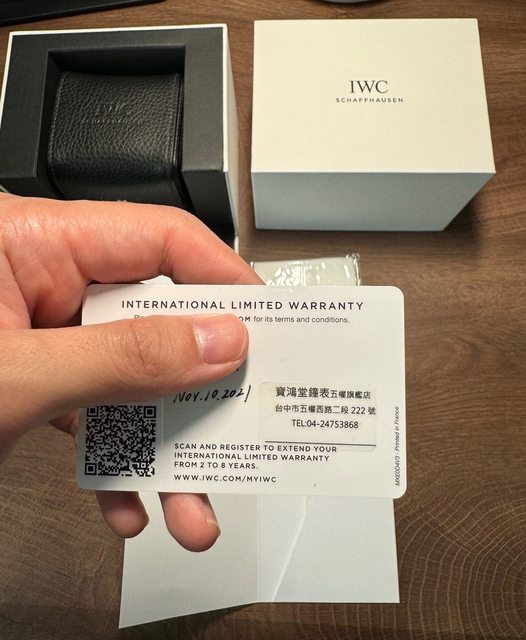 IWC
SCHAFFHAUSEN
IWC
SCHAFFHAUSEN
INTERNATIONAL LIMITED WARRANTY
for its terms and conditions.
Nov.10.2021
寶鴻堂鐘表五權旗艦店
台中市五權西路二段 222 號
TEL:04-24753868
SCAN AND REGISTER TO EXTEND YOUR
INTERNATIONAL LIMITED WARRANTY
FROM 2 TO 8 YEARS.
WWW.IWC.COM/MYIWC
Printed in France